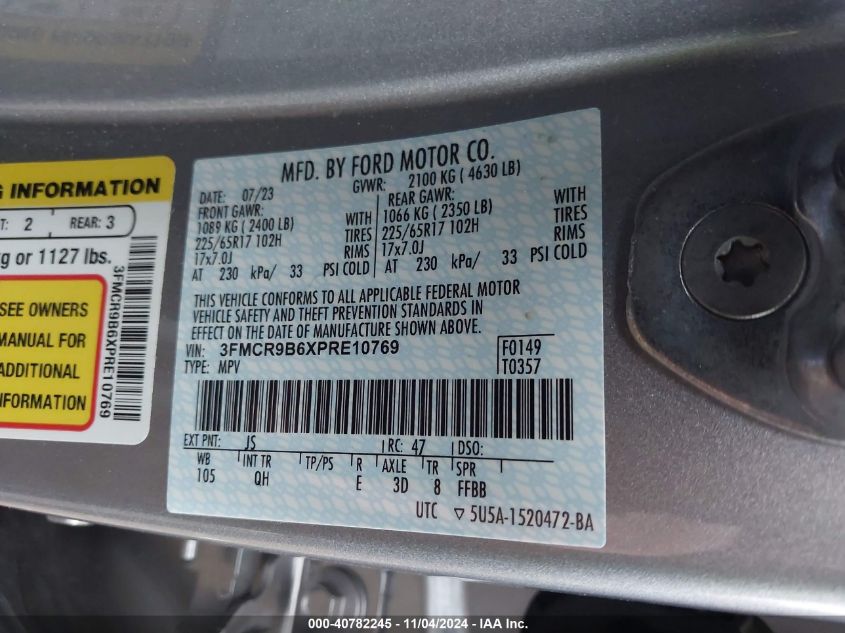 G INFORMATION
T: 2 REAR: 3
kg or 1127 lbs.
SEE OWNERS
MANUAL FOR
ADDITIONAL
INFORMATION
3FMCR9B6XPRE10769
MFD. BY FORD MOTOR CO.
DATE: 07/23 GVWR: 2100 KG ( 4630 LB)
FRONT GAWR: REAR GAWR:
1089 KG ( 2400 LB) WITH 1066 KG ( 2350 LB) WITH
225/65R17 102H TIRES 225/65R17 102H TIRES
17x7.0J RIMS 17x7.0J RIMS
AT 230 kPa/ 33 PSI COLD AT 230 kPa/ 33 PSI COLD
THIS VEHICLE CONFORMS TO ALL APPLICABLE FEDERAL MOTOR
VEHICLE SAFETY AND THEFT PREVENTION STANDARDS IN
EFFECT ON THE DATE OF MANUFACTURE SHOWN ABOVE.
VIN: 3FMCR9B6XPRE10769 F0149
TYPE: MPV T0357
EXT PNT: JS RC: 47 DSO:
WB INT TR TP/PS R AXLE TR SPR
105 QH E 3D 8 FFBB
UTC ▽ 5U5A-1520472-BA
000-40782245 - 11/04/2024 - IAA, Inc.